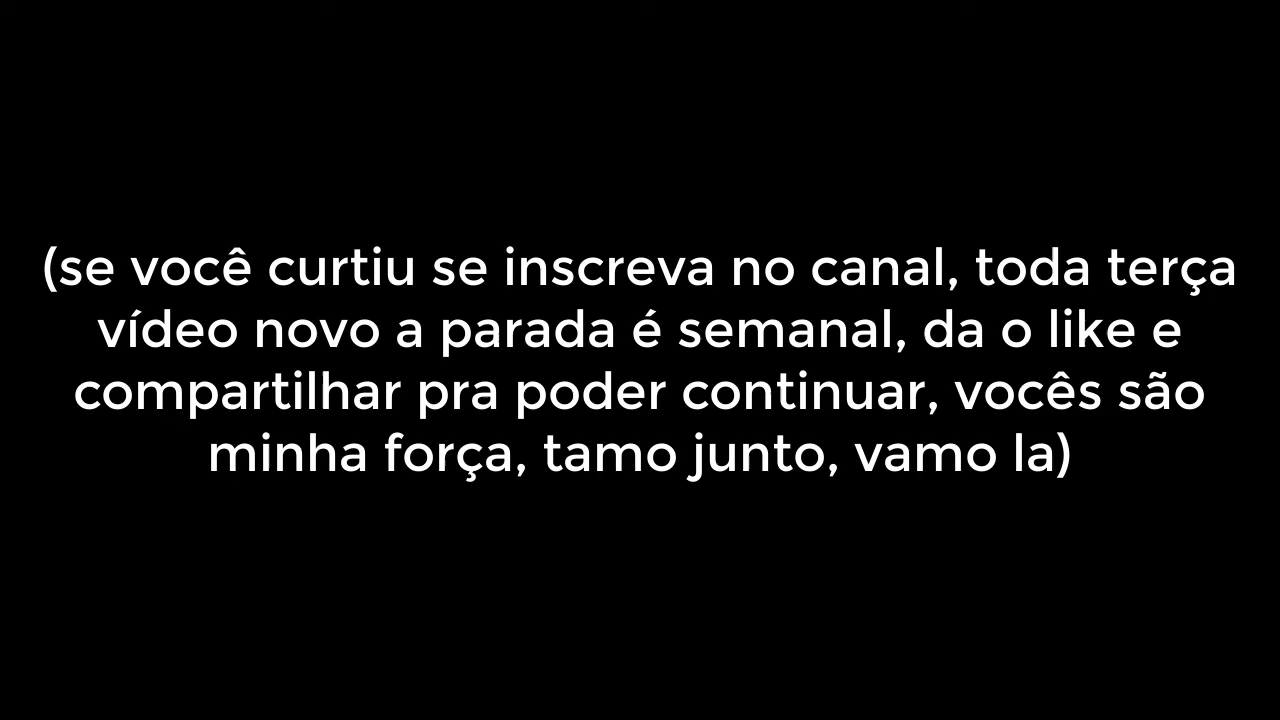 (se você curtiu se inscreva no canal, toda terça
vídeo novo a parada é semanal, da o like e
compartilhar pra poder continuar, vocês são
minha força, tamo junto, vamo la)